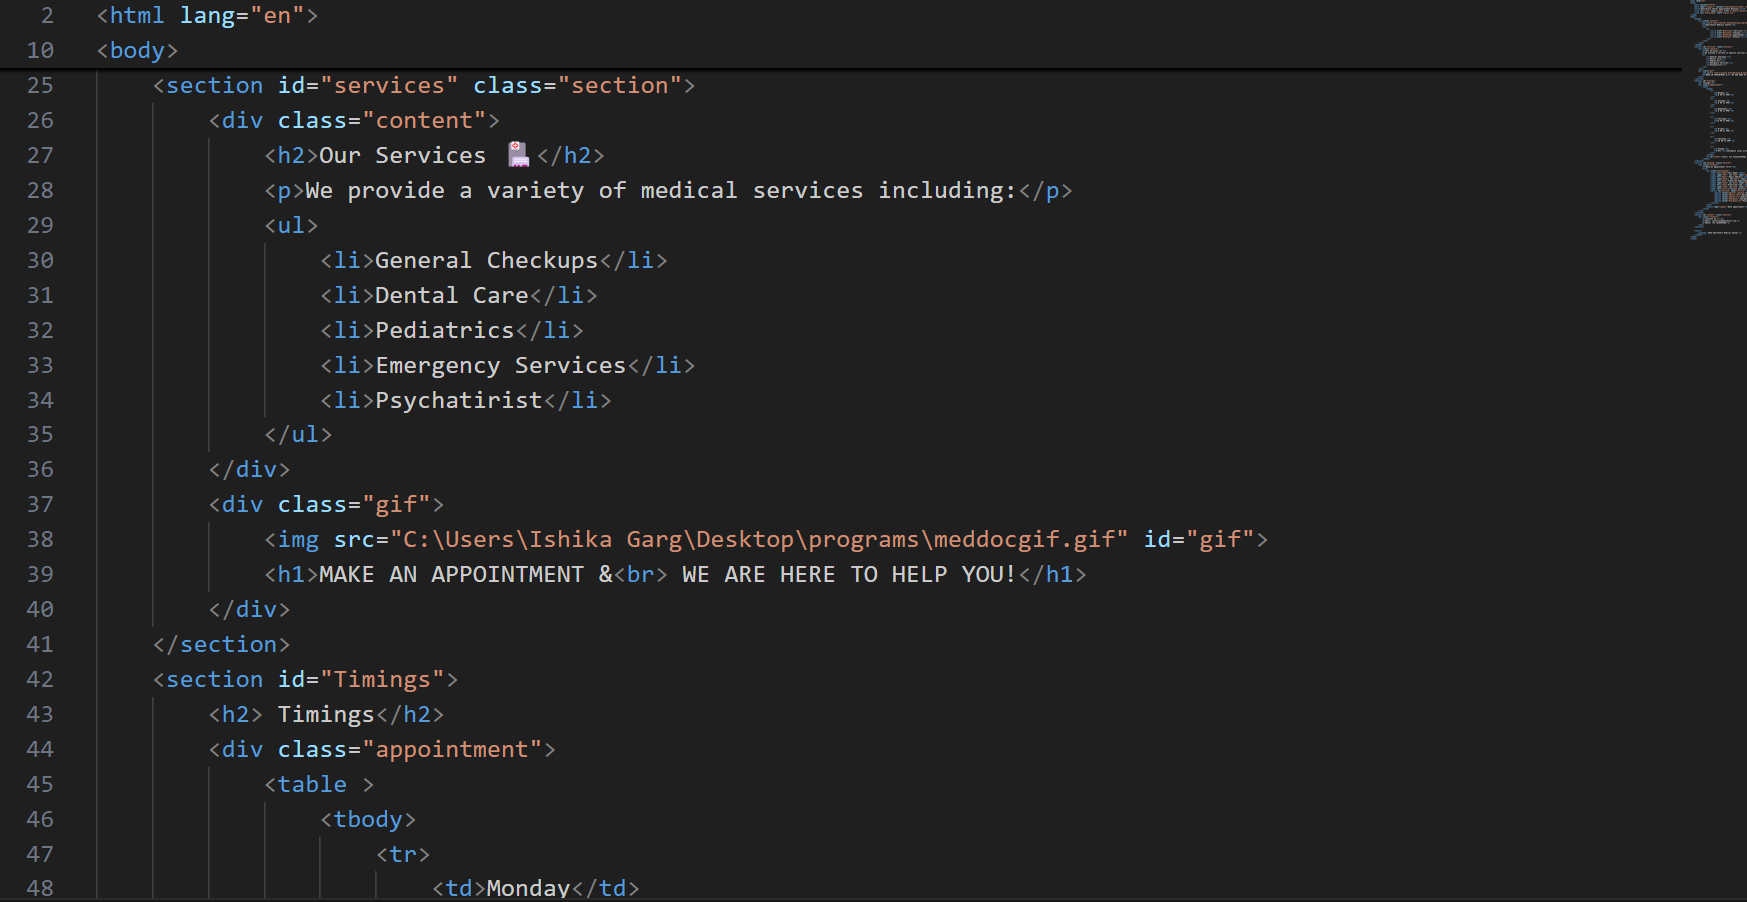 2 <html lang="en">
10 <body>
25 <section id="services" class="section">
26 <div class="content">
27 <h2>Our Services 🏥</h2>
28 <p>We provide a variety of medical services including:</p>
29 <ul>
30 <li>General Checkups</li>
31 <li>Dental Care</li>
32 <li>Pediatrics</li>
33 <li>Emergency Services</li>
34 <li>Psychatirist</li>
35 </ul>
36 </div>
37 <div class="gif">
38 <img src="C:\Users\Ishika Garg\Desktop\programs\meddocgif.gif" id="gif">
39 <h1>MAKE AN APPOINTMENT &<br> WE ARE HERE TO HELP YOU!</h1>
40 </div>
41 </section>
42 <section id="Timings">
43 <h2> Timings</h2>
44 <div class="appointment">
45 <table >
46 <tbody>
47 <tr>
48 <td>Monday</td>